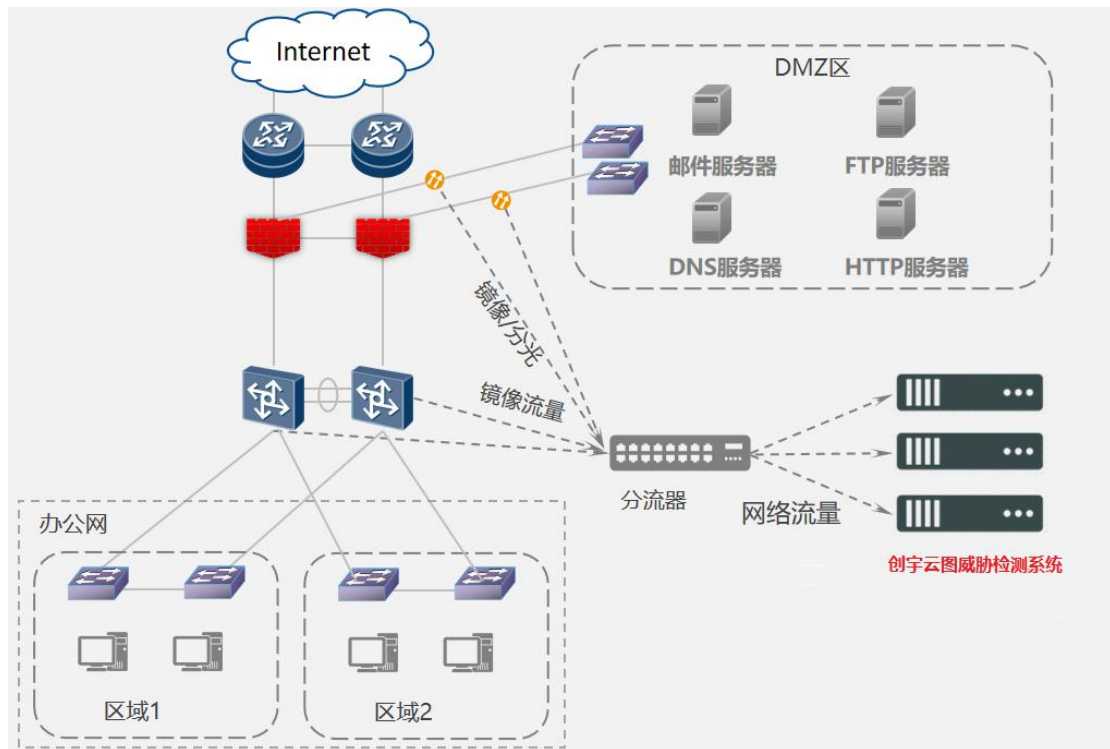 Internet
DMZ区
邮件服务器
FTP服务器
DNS服务器
HTTP服务器
镜像/分光
镜像流量
分流器
网络流量
创宇云图威胁检测系统
办公网
区域1
区域2